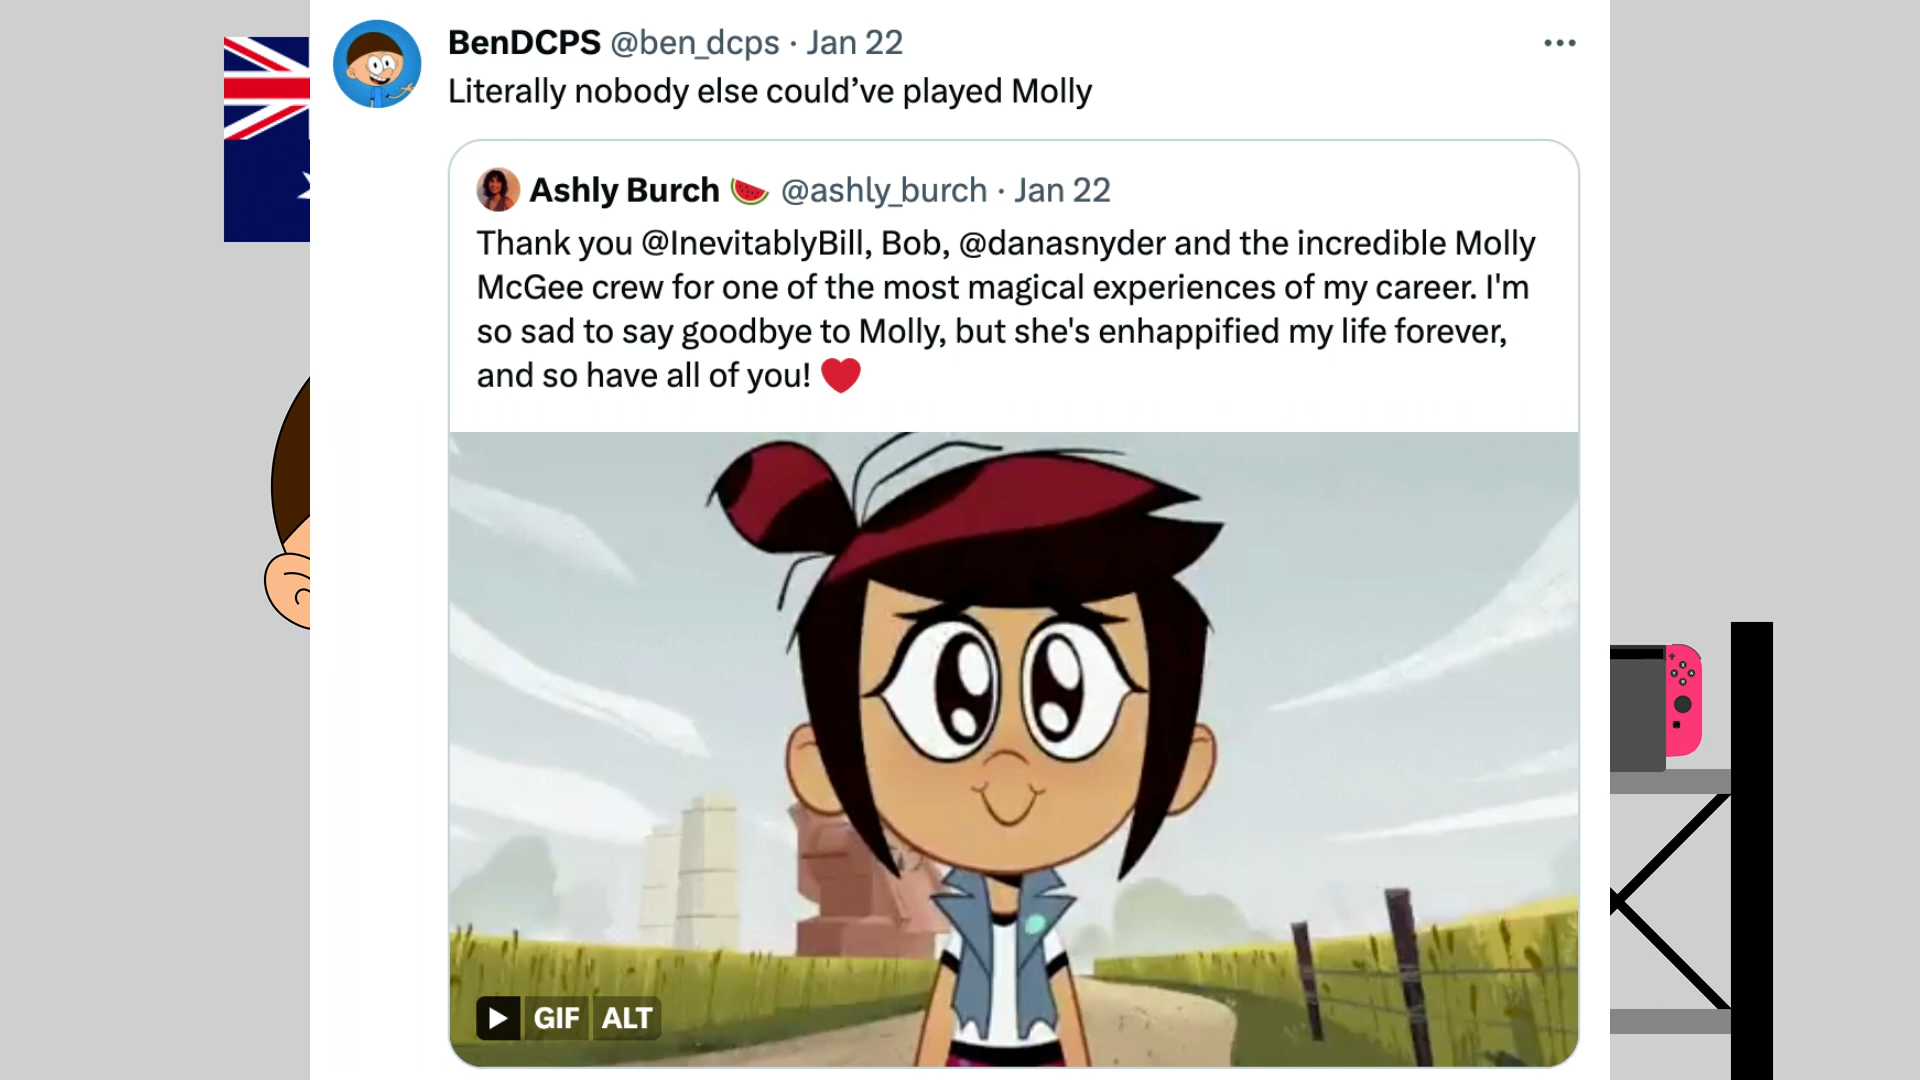 BenDCPS @ben_dcps · Jan 22
Literally nobody else could’ve played Molly
Ashly Burch 🍉 @ashly_burch · Jan 22
Thank you @InevitablyBill, Bob, @danasnyder and the incredible Molly
McGee crew for one of the most magical experiences of my career. I'm
so sad to say goodbye to Molly, but she's enhappified my life forever,
and so have all of you! ❤️
GIF ALT